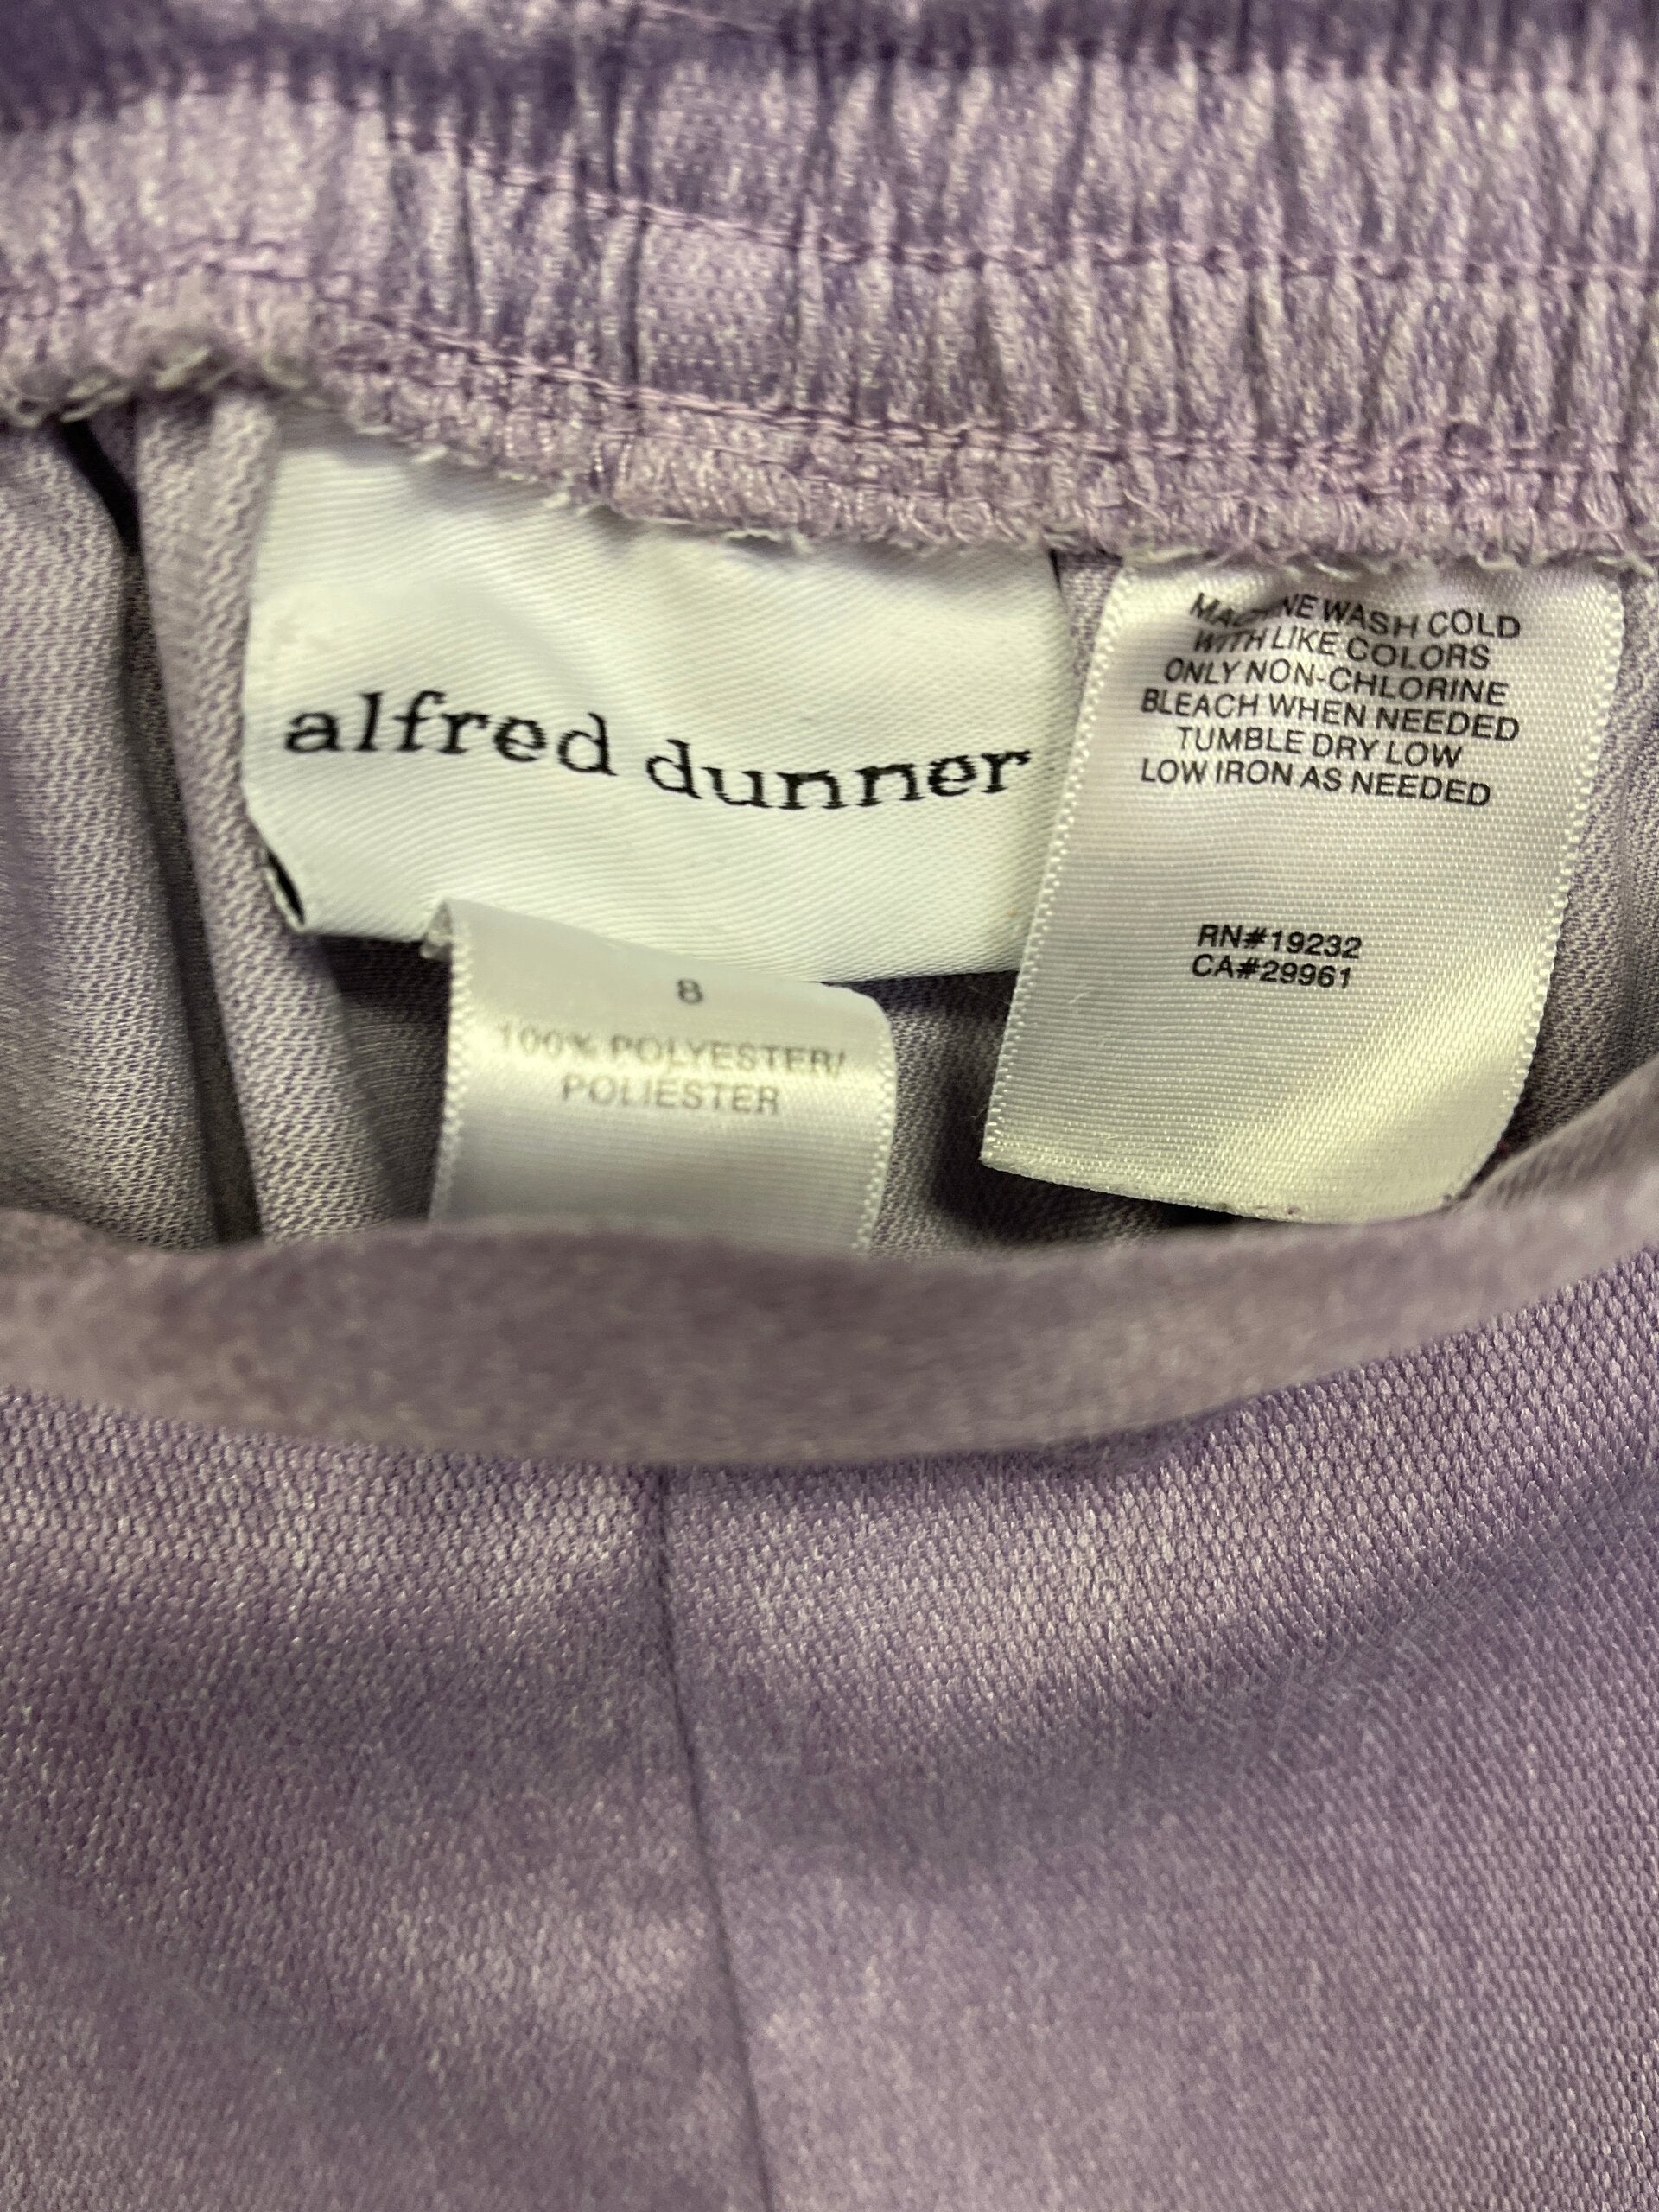 alfred dunner
8
100% POLYESTER/
POLIESTER
MACHINE WASH COLD
WITH LIKE COLORS
ONLY NON-CHLORINE
BLEACH WHEN NEEDED
TUMBLE DRY LOW
LOW IRON AS NEEDED
RN#19232
CA#29961